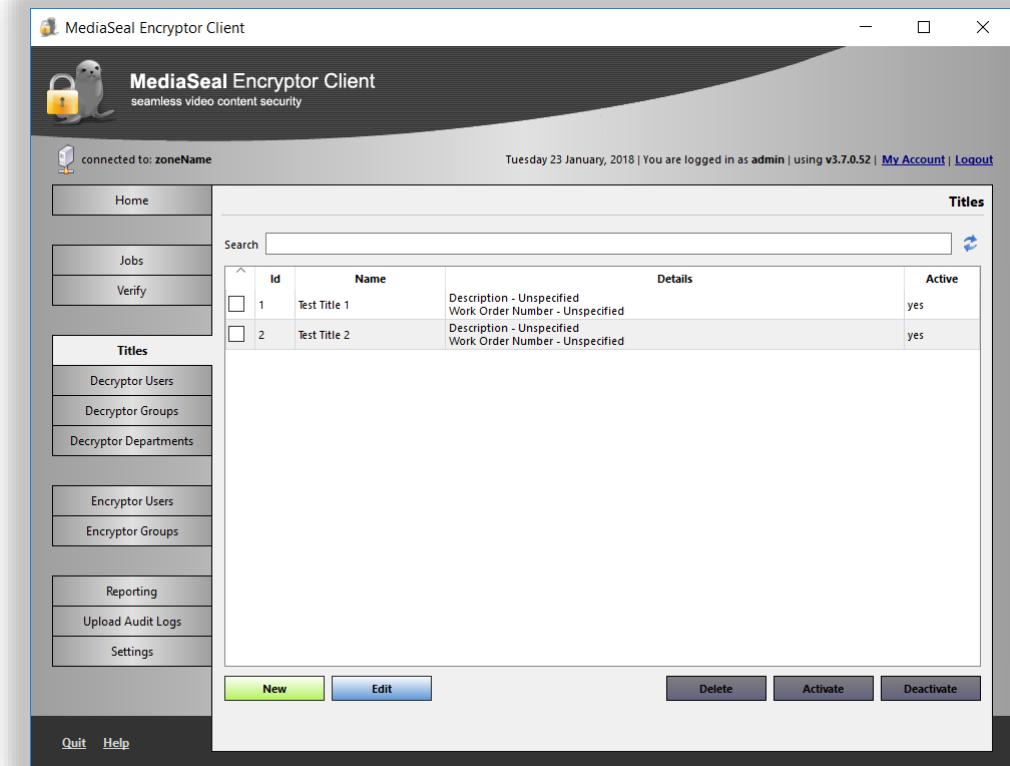 MediaSeal Encryptor Client
MediaSeal Encryptor Client
seamless video content security
connected to: zoneName
Tuesday 23 January, 2018 | You are logged in as admin | using v3.7.0.52 | My Account | Logout
Home
Jobs
Verify
Titles
Decryptor Users
Decryptor Groups
Decryptor Departments
Encryptor Users
Encryptor Groups
Reporting
Upload Audit Logs
Settings
Titles
Search
Id Name Details Active
1 Test Title 1 Description - Unspecified yes
Work Order Number - Unspecified
2 Test Title 2 Description - Unspecified yes
Work Order Number - Unspecified
New Edit Delete Activate Deactivate
Quit Help